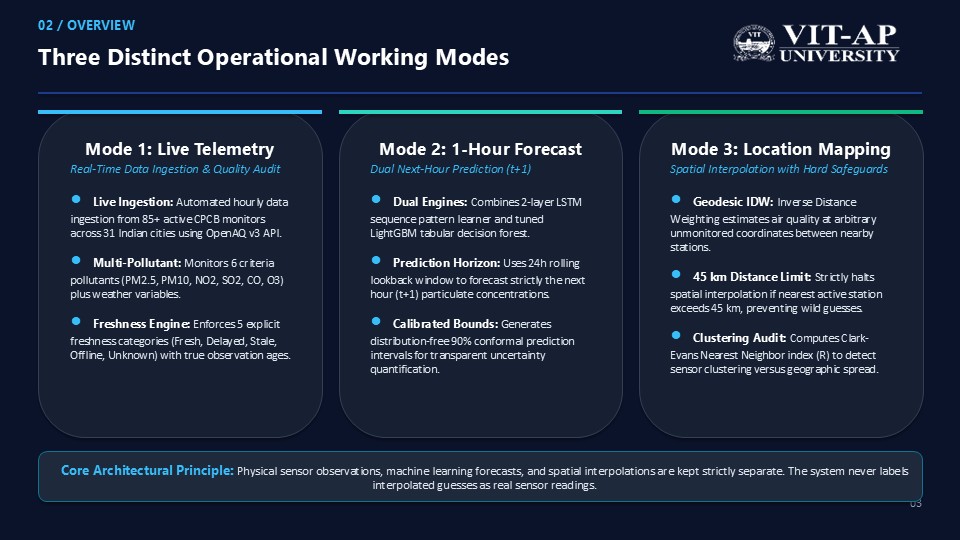 02 / OVERVIEW
Three Distinct Operational Working Modes
VIT
VIT-AP
UNIVERSITY
Mode 1: Live Telemetry
Real-Time Data Ingestion & Quality Audit
Live Ingestion: Automated hourly data
ingestion from 85+ active CPCB monitors
across 31 Indian cities using OpenAQ v3 API.
Multi-Pollutant: Monitors 6 criteria
pollutants (PM2.5, PM10, NO2, SO2, CO, O3)
plus weather variables.
Freshness Engine: Enforces 5 explicit
freshness categories (Fresh, Delayed, Stale,
Offline, Unknown) with true observation ages.
Mode 2: 1-Hour Forecast
Dual Next-Hour Prediction (t+1)
Dual Engines: Combines 2-layer LSTM
sequence pattern learner and tuned
LightGBM tabular decision forest.
Prediction Horizon: Uses 24h rolling
lookback window to forecast strictly the next
hour (t+1) particulate concentrations.
Calibrated Bounds: Generates
distribution-free 90% conformal prediction
intervals for transparent uncertainty
quantification.
Mode 3: Location Mapping
Spatial Interpolation with Hard Safeguards
Geodesic IDW: Inverse Distance
Weighting estimates air quality at arbitrary
unmonitored coordinates between nearby
stations.
45 km Distance Limit: Strictly halts
spatial interpolation if nearest active station
exceeds 45 km, preventing wild guesses.
Clustering Audit: Computes Clark-
Evans Nearest Neighbor index (R) to detect
sensor clustering versus geographic spread.
Core Architectural Principle: Physical sensor observations, machine learning forecasts, and spatial interpolations are kept strictly separate. The system never labels
interpolated guesses as real sensor readings.
03